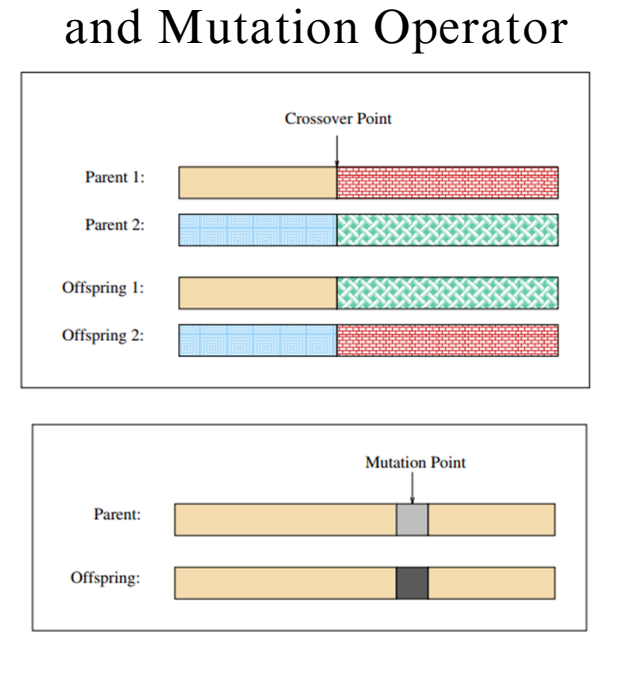 and Mutation Operator
Crossover Point
Parent 1:
Parent 2:
Offspring 1:
Offspring 2:
Mutation Point
Parent:
Offspring: